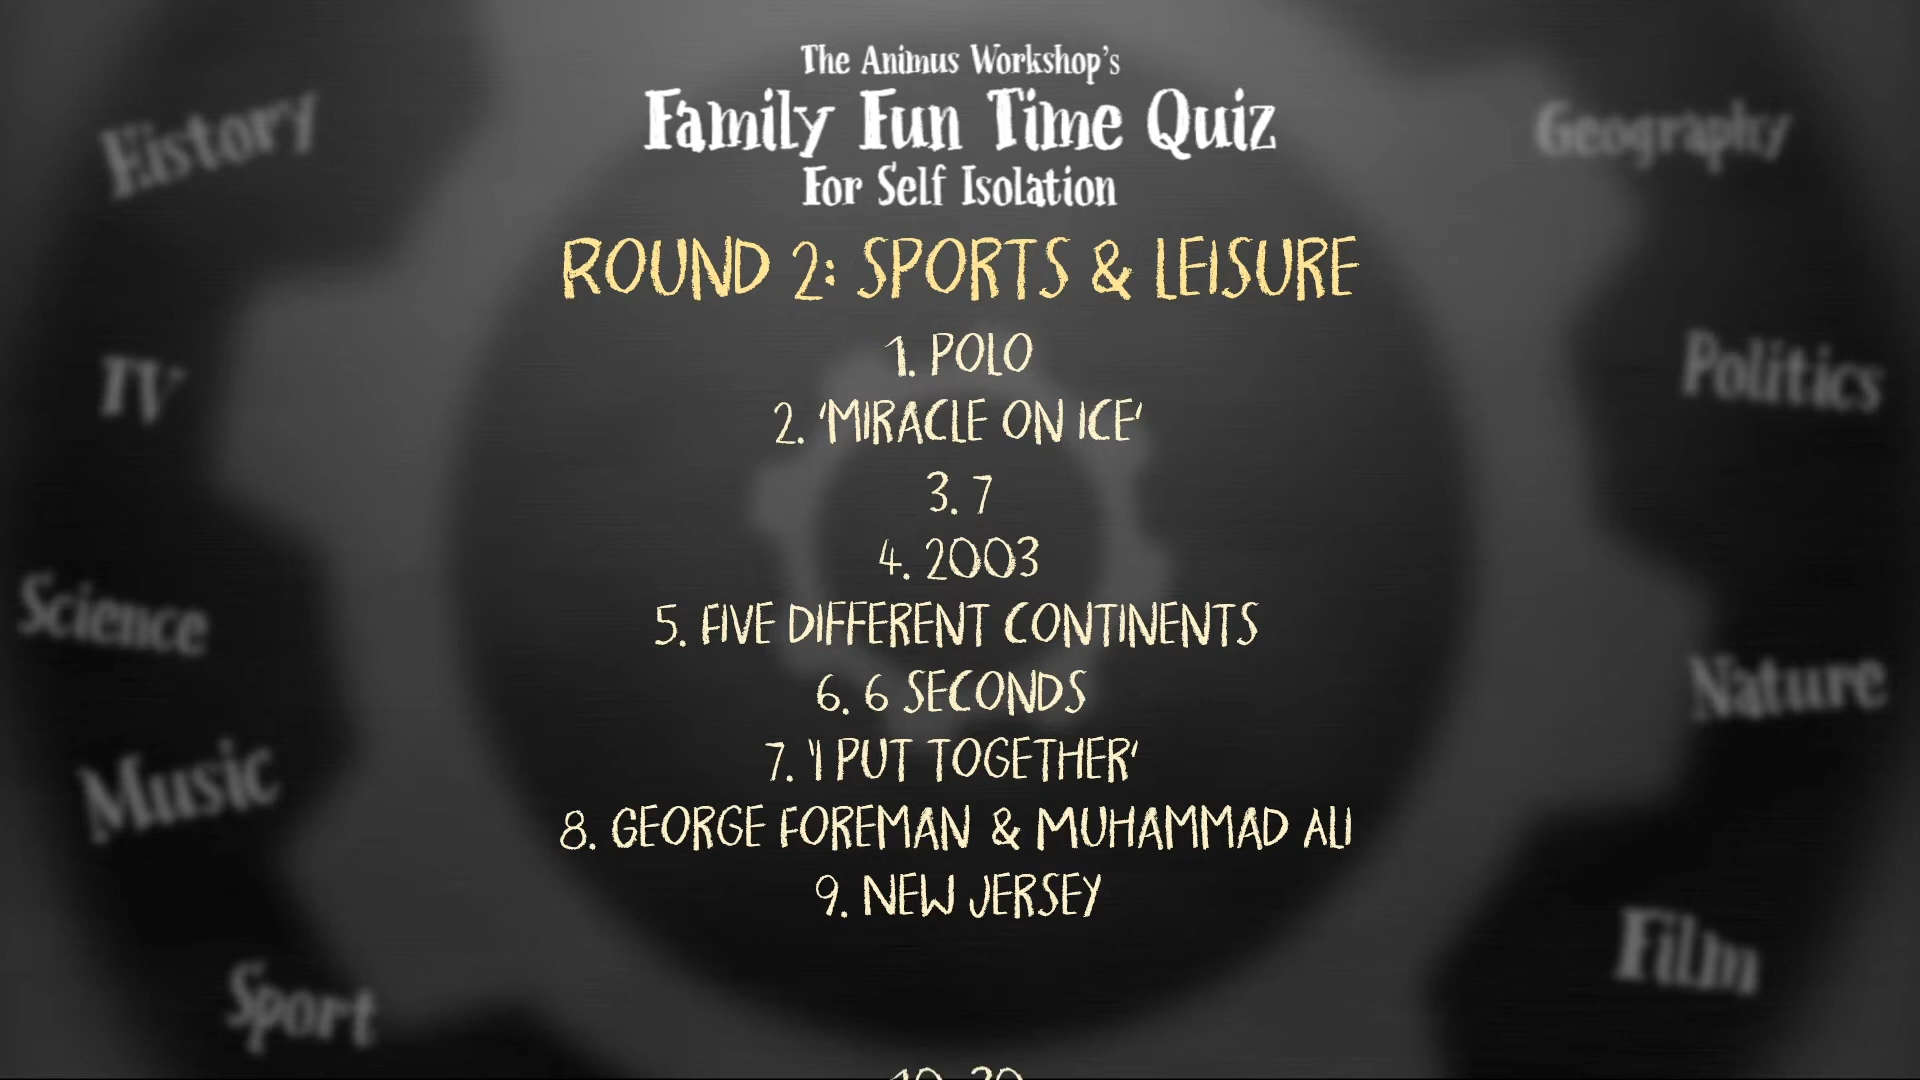 The Animus Workshop's
Family Fun Time Quiz
For Self Isolation
ROUND 2: SPORTS & LEISURE
1. POLO
2. 'MIRACLE ON ICE'
3. 7
4. 2003
5. FIVE DIFFERENT CONTINENTS
6. 6 SECONDS
7. 'I PUT TOGETHER'
8. GEORGE FOREMAN & MUHAMMAD ALI
9. NEW JERSEY
History
TV
Science
Music
Sport
Geography
Politics
Nature
Film